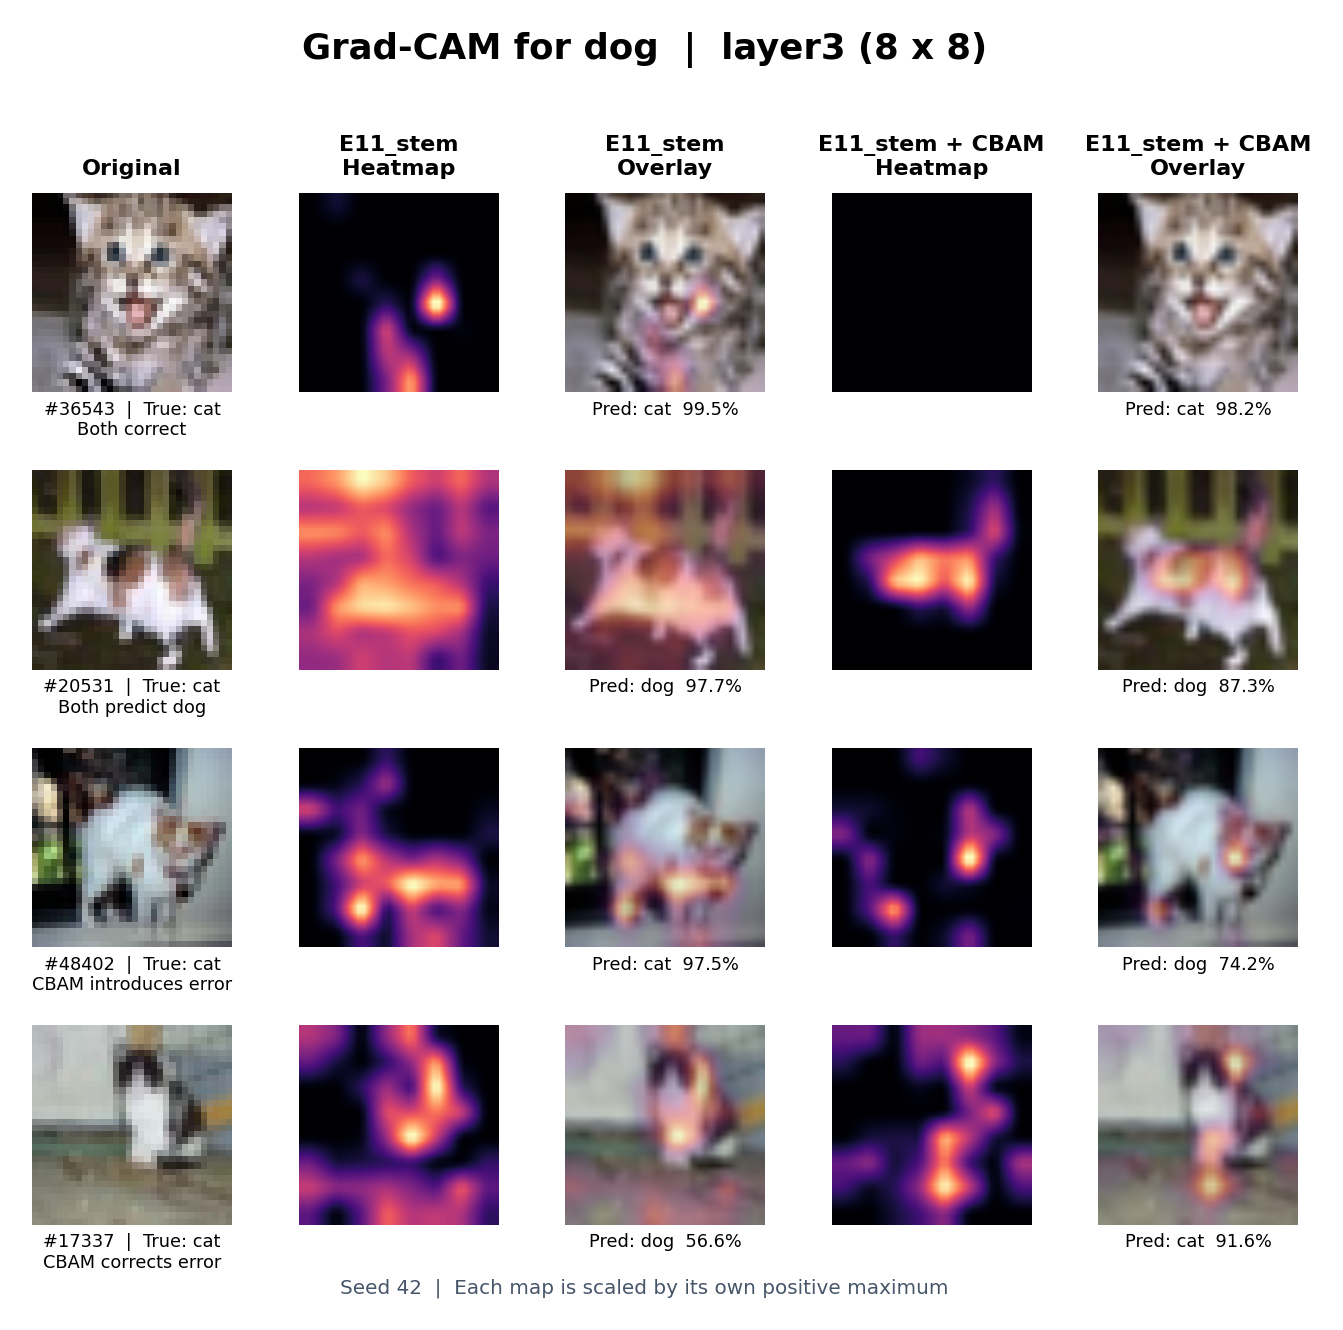 Grad-CAM for dog | layer3 (8 x 8)
Original
E11_stem
Heatmap
E11_stem
Overlay
E11_stem + CBAM
Heatmap
E11_stem + CBAM
Overlay
#36543 | True: cat
Both correct
Pred: cat 99.5%
Pred: cat 98.2%
#20531 | True: cat
Both predict dog
Pred: dog 97.7%
Pred: dog 87.3%
#48402 | True: cat
CBAM introduces error
Pred: cat 97.5%
Pred: dog 74.2%
#17337 | True: cat
CBAM corrects error
Pred: dog 56.6%
Pred: cat 91.6%
Seed 42 | Each map is scaled by its own positive maximum